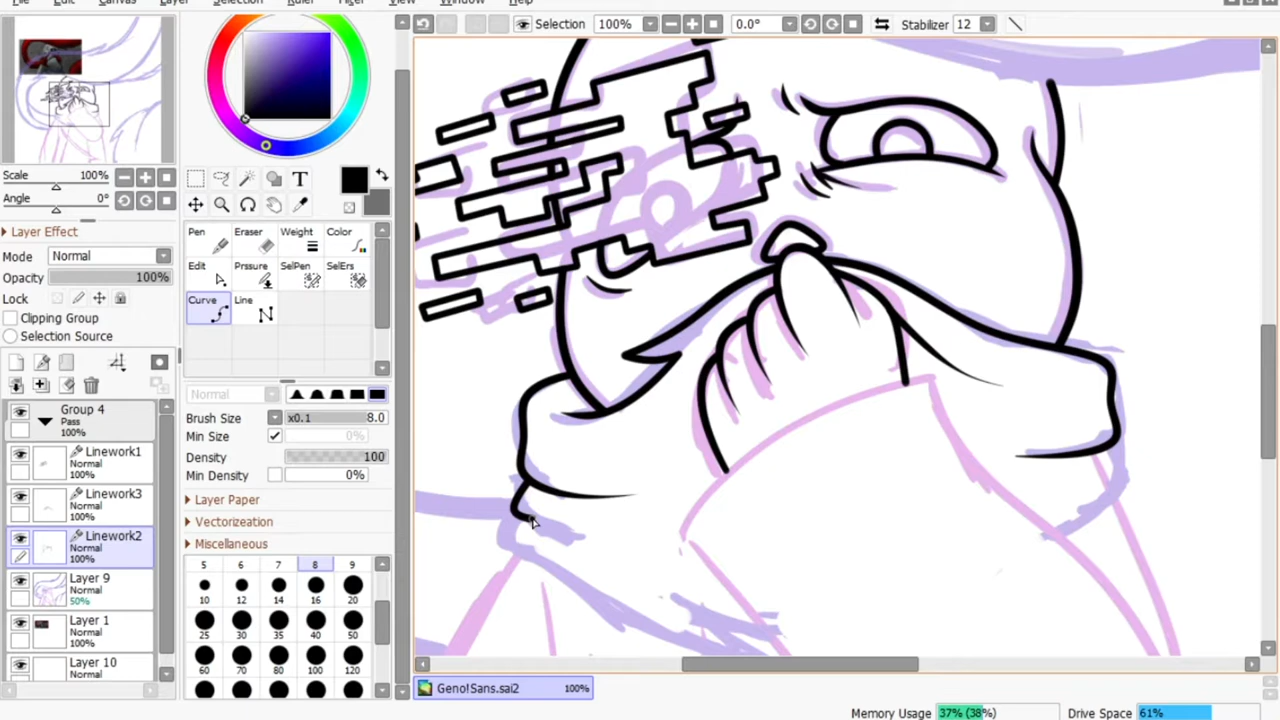 Selection 100% 0.0° Stabilizer 12
Scale 100%
Angle 0°
Layer Effect
Mode Normal
Opacity 100%
Lock
Clipping Group
Selection Source
Group 4
Pass
100%
Linework1
Normal
100%
Linework3
Normal
100%
Linework2
Normal
100%
Layer 9
Normal
50%
Layer 1
Normal
100%
Layer 10
Normal
T
Pen Eraser Weight Color
Edit Prssure SelPen SelErs
Curve Line
Normal
Brush Size x0.1 8.0
Min Size 0%
Density 100
Min Density 0%
Layer Paper
Vectorizeation
Miscellaneous
5 6 7 8 9
10 12 14 16 20
25 30 35 40 50
60 70 80 100 120
Geno!Sans.sai2 100%
Memory Usage 37% (38%) Drive Space 61%